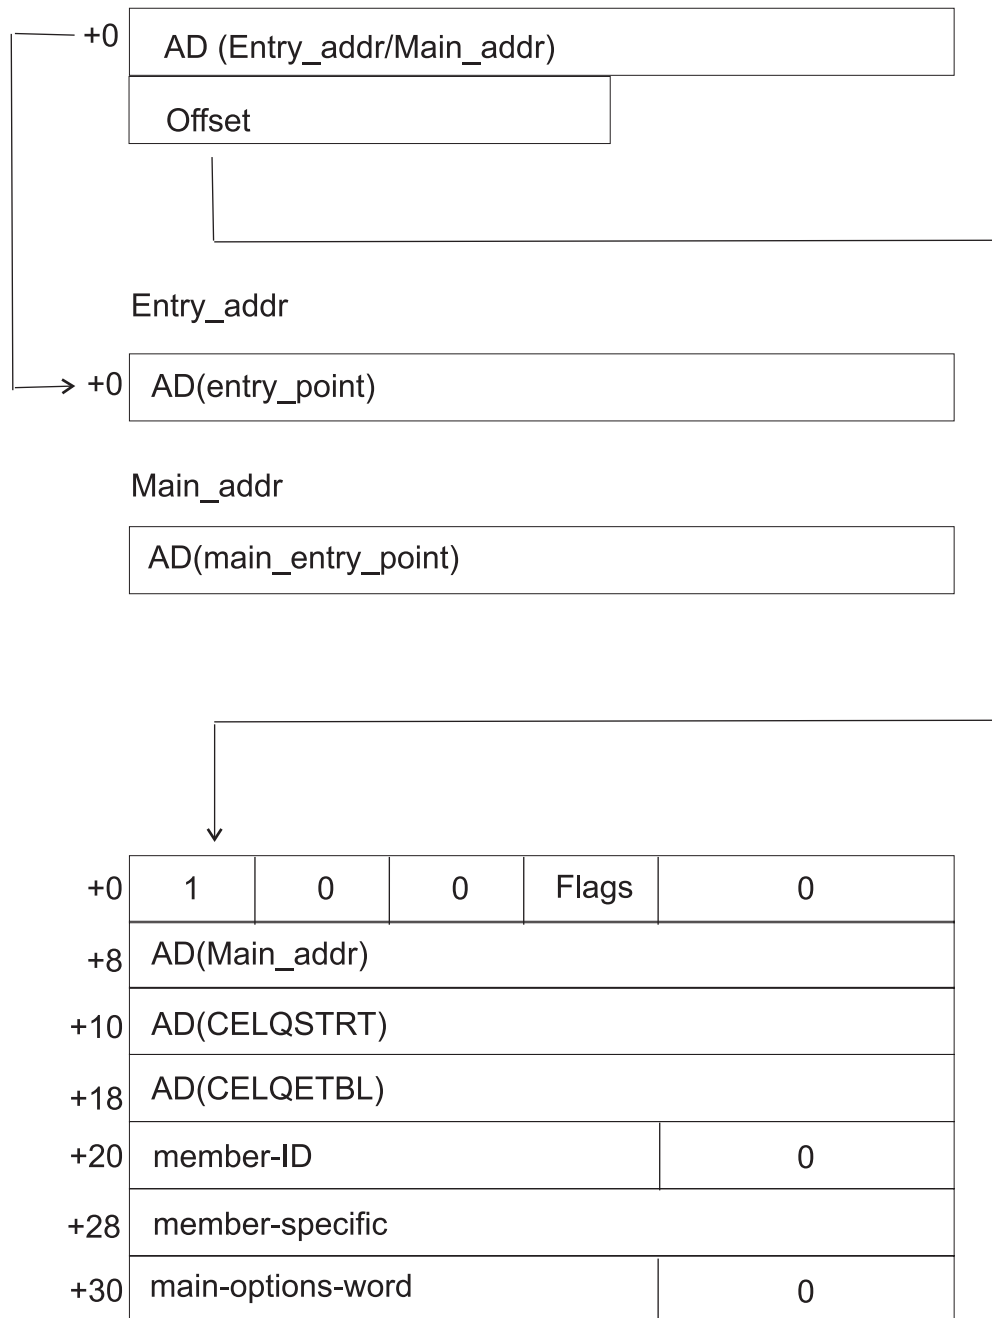 +0 AD (Entry_addr/Main_addr)
Offset
Entry_addr
+0 AD(entry_point)
Main_addr
AD(main_entry_point)
+0 1 0 0 Flags 0
+8 AD(Main_addr)
+10 AD(CELQSTRT)
+18 AD(CELQETBL)
+20 member-ID 0
+28 member-specific
+30 main-options-word 0